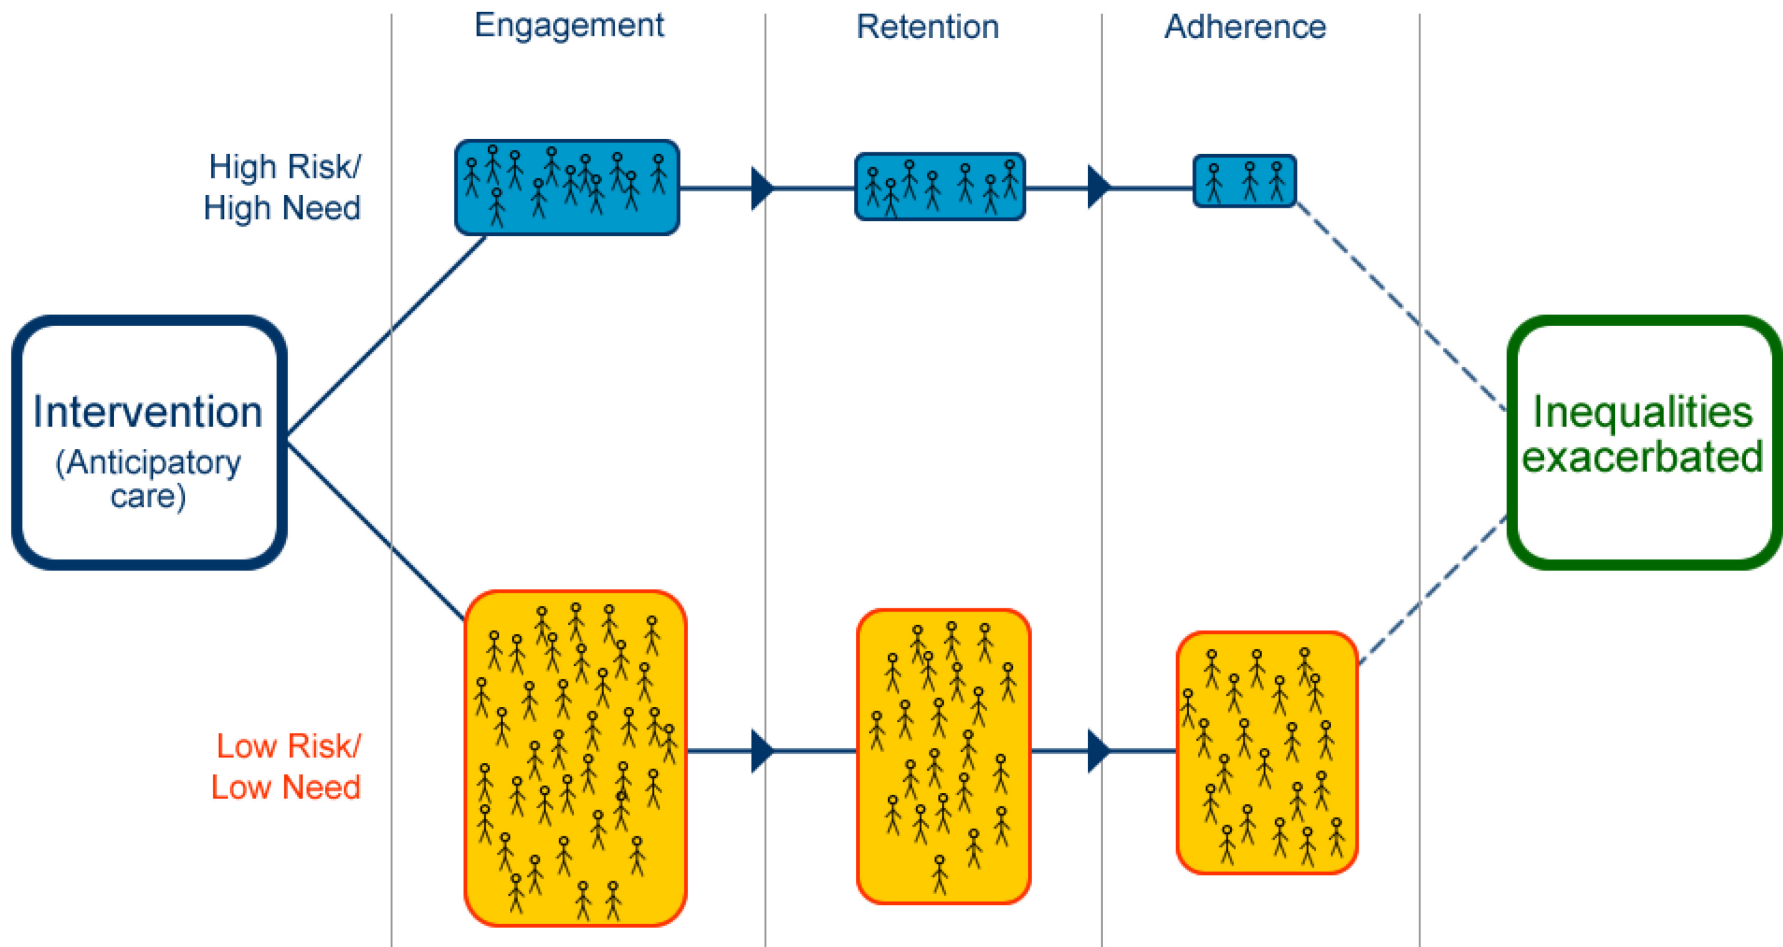 Engagement
Retention
Adherence
High Risk/
High Need
Intervention
(Anticipatory
care)
Inequalities
exacerbated
Low Risk/
Low Need